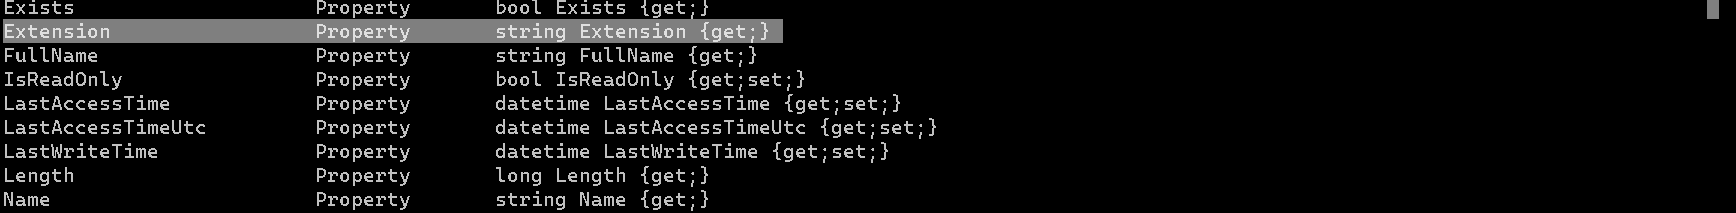 Exists Property bool Exists {get;}
Extension Property string Extension {get;}
FullName Property string FullName {get;}
IsReadOnly Property bool IsReadOnly {get;set;}
LastAccessTime Property datetime LastAccessTime {get;set;}
LastAccessTimeUtc Property datetime LastAccessTimeUtc {get;set;}
LastWriteTime Property datetime LastWriteTime {get;set;}
Length Property long Length {get;}
Name Property string Name {get;}